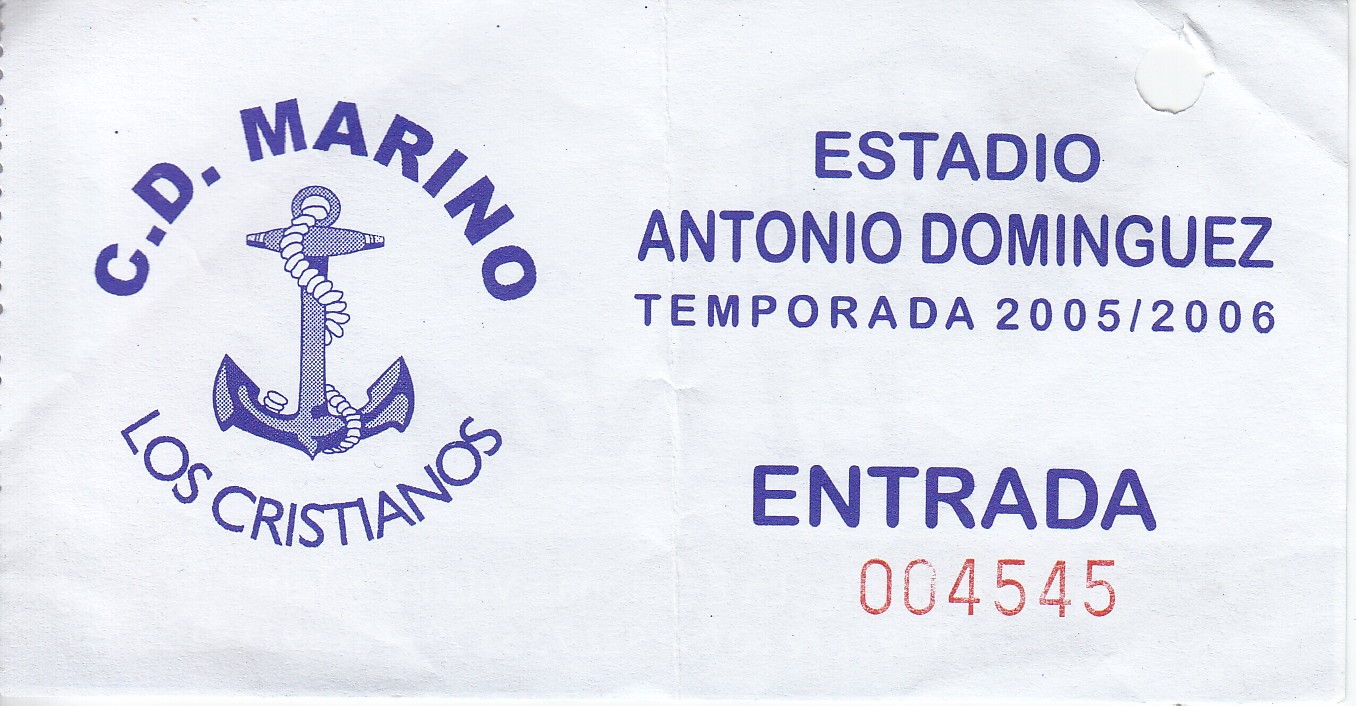 C.D. MARINO
LOS CRISTIANOS
ESTADIO
ANTONIO DOMINGUEZ
TEMPORADA 2005/2006
ENTRADA
004545